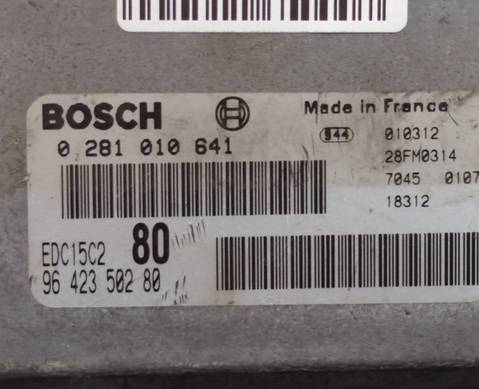 BOSCH
0 281 010 641
Made in France
944 010312
28FM0314
7045 0107
18312
EDC15C2 80
96 423 502 80